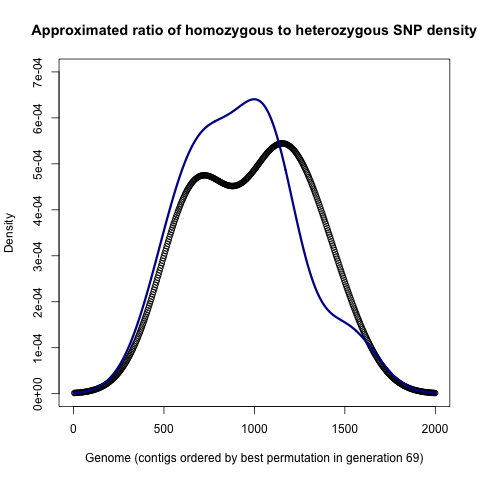 Approximated ratio of homozygous to heterozygous SNP density
Density
7e-04
6e-04
5e-04
4e-04
3e-04
2e-04
1e-04
0e+00
0 500 1000 1500 2000
Genome (contigs ordered by best permutation in generation 69)